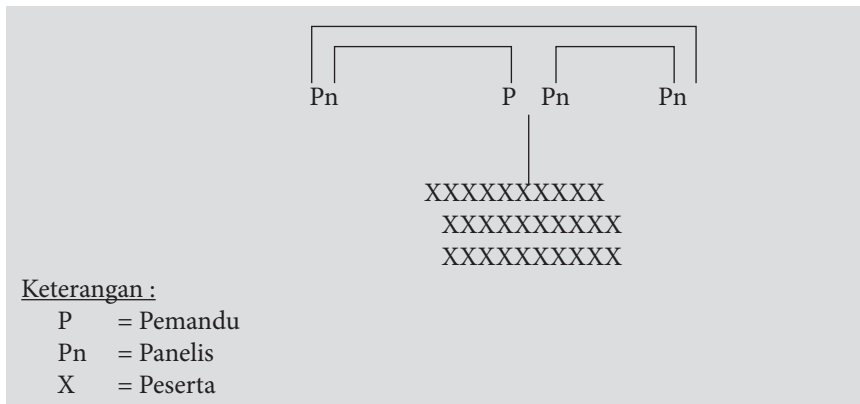 Pn P Pn Pn
XXXXXXXXXX
XXXXXXXXXX
XXXXXXXXXX
Keterangan :
P = Pemandu
Pn = Panelis
X = Peserta